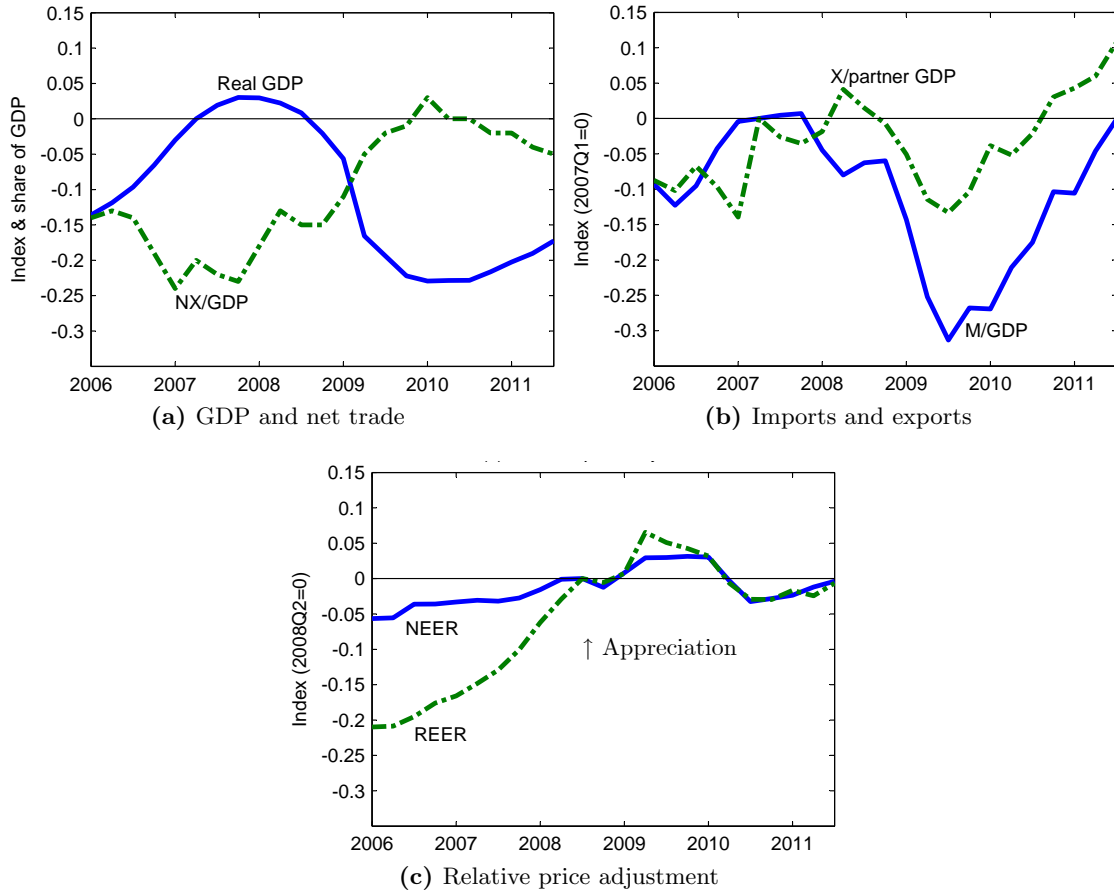 0.15
0.1
0.05
0
-0.05
-0.1
-0.15
-0.2
-0.25
-0.3
Index & share of GDP
Real GDP
NX/GDP
2006 2007 2008 2009 2010 2011
(a) GDP and net trade
0.15
0.1
0.05
0
-0.05
-0.1
-0.15
-0.2
-0.25
-0.3
Index (2007Q1=0)
X/partner GDP
M/GDP
2006 2007 2008 2009 2010 2011
(b) Imports and exports
0.15
0.1
0.05
0
-0.05
-0.1
-0.15
-0.2
-0.25
-0.3
Index (2008Q2=0)
NEER
↑ Appreciation
REER
2006 2007 2008 2009 2010 2011
(c) Relative price adjustment